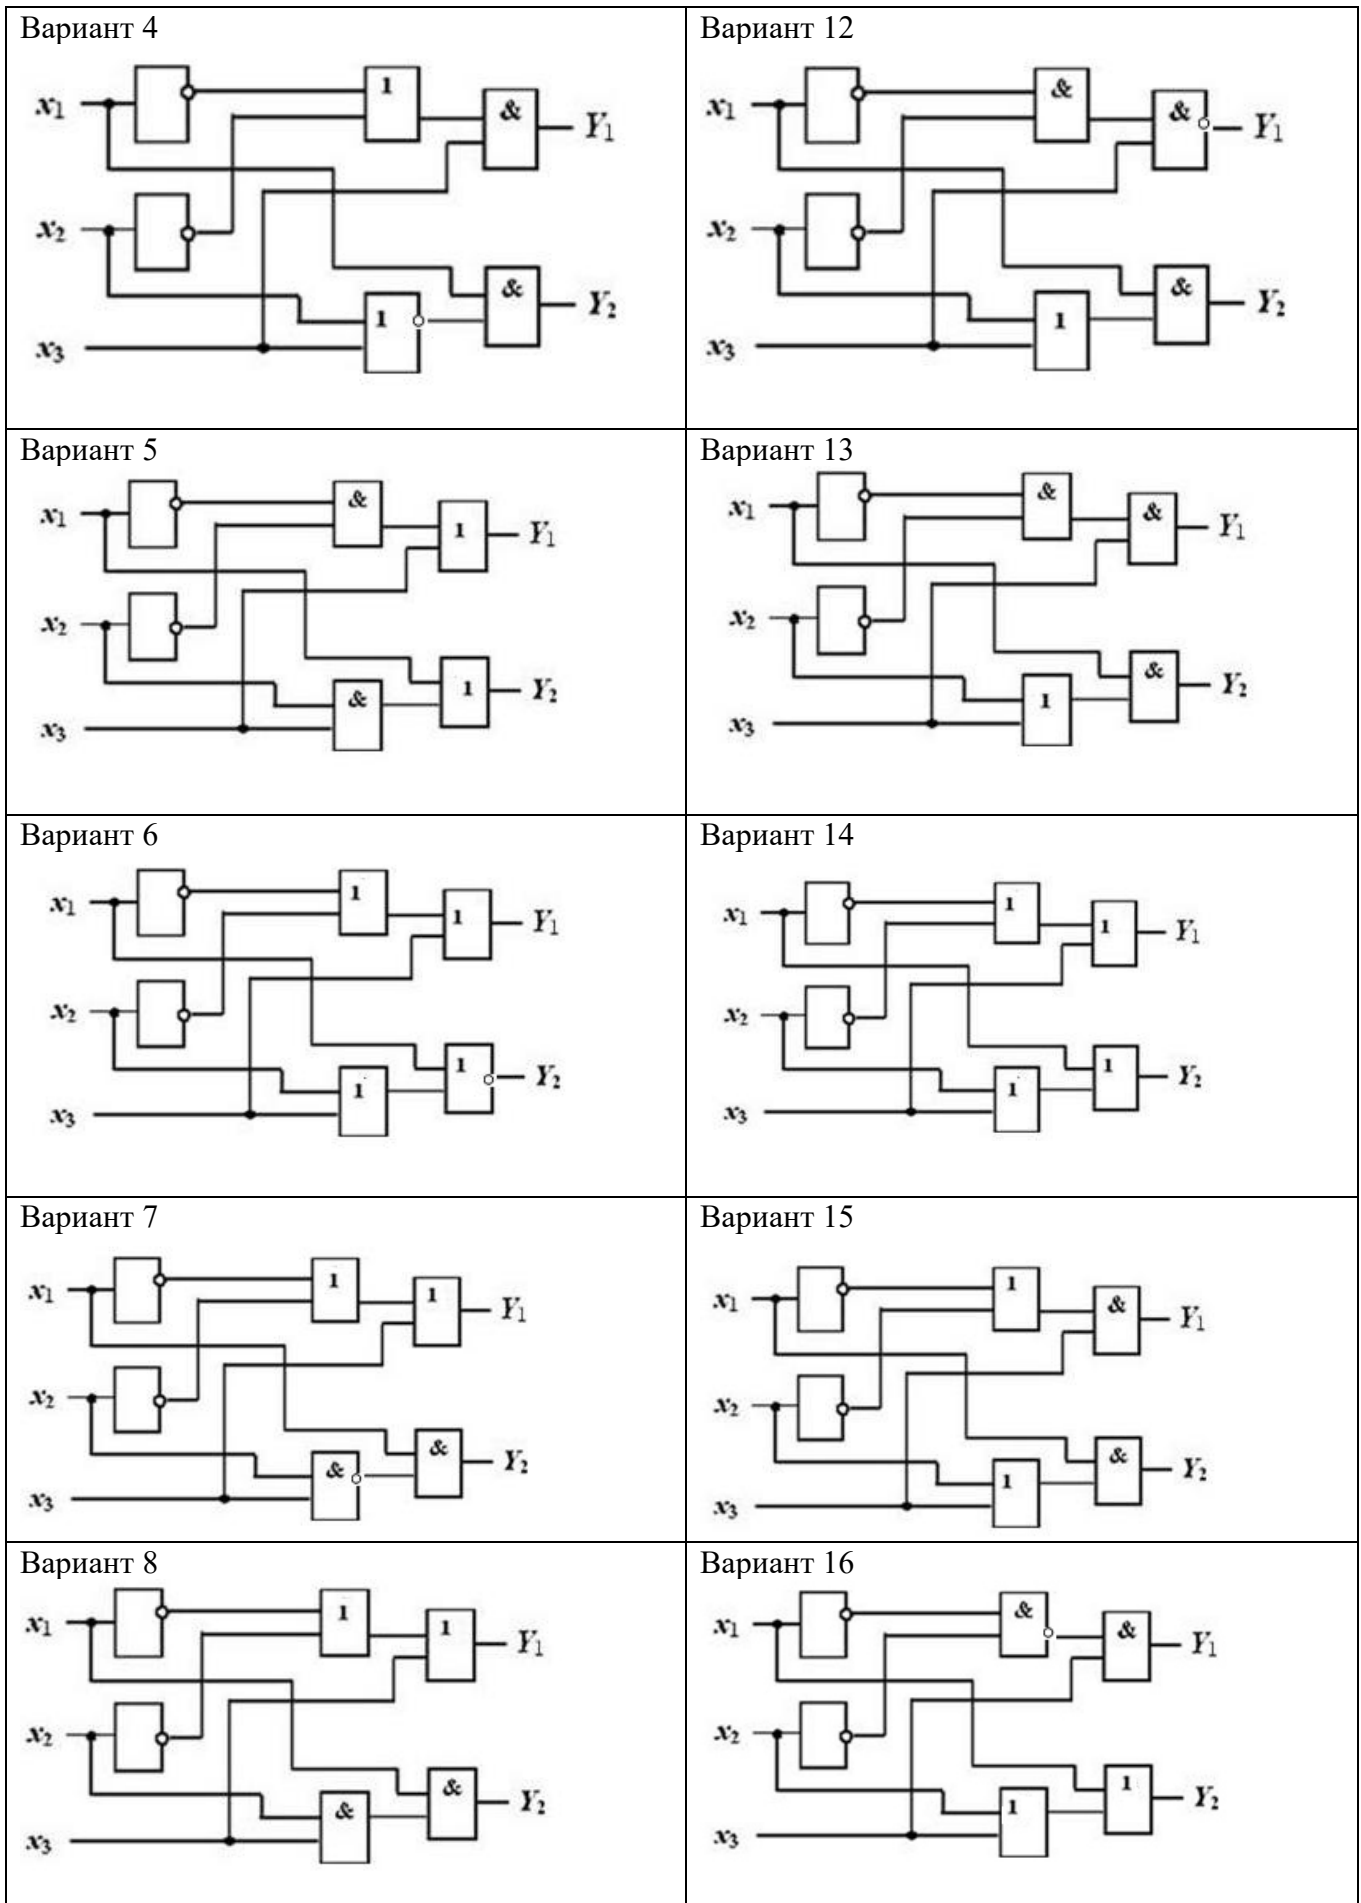 Вариант 4
1
&
x1
Y1
x2
&
1
Y2
x3
Вариант 12
&
&
x1
Y1
x2
&
1
Y2
x3
Вариант 5
&
x1
1
Y1
x2
1
Y2
&
x3
Вариант 13
&
x1
&
Y1
x2
&
Y2
1
x3
Вариант 6
1
x1
1
Y1
x2
1
Y2
1
x3
Вариант 14
1
x1
1
Y1
x2
1
Y2
1
x3
Вариант 7
1
x1
1
Y1
x2
&
Y2
&
x3
Вариант 15
1
x1
&
Y1
x2
&
Y2
1
x3
Вариант 8
1
x1
1
Y1
x2
&
Y2
&
x3
Вариант 16
&
x1
&
Y1
x2
1
Y2
1
x3